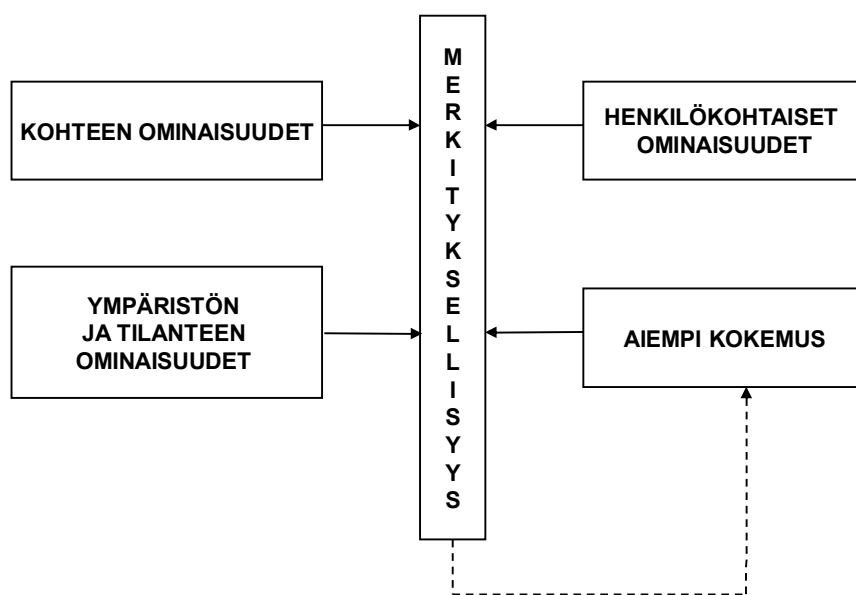 KOHTEEN OMINAISUUDET
YMPÄRISTÖN
JA TILANTEEN
OMINAISUUDET
M
E
R
K
I
T
Y
K
S
E
L
L
I
S
Y
Y
S
HENKILÖKOHTAISET
OMINAISUUDET
AIEMPI KOKEMUS